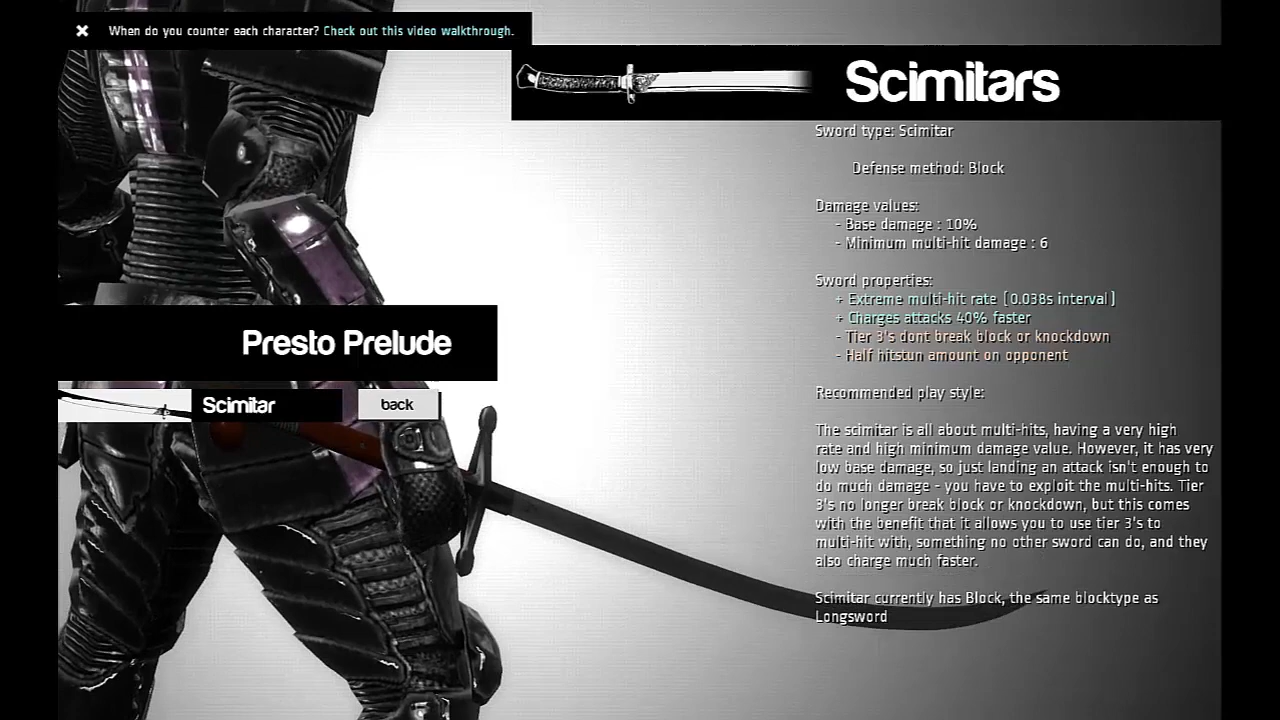 When do you counter each character? Check out this video walkthrough.
Scimitars
Sword type: Scimitar
Defense method: Block
Damage values:
- Base damage : 10%
- Minimum multi-hit damage : 6
Sword properties:
+ Extreme multi-hit rate [0.038s interval]
+ Charges attacks 40% faster
- Tier 3's dont break block or knockdown
- Half hitstun amount on opponent
Recommended play style:
The scimitar is all about multi-hits, having a very high
rate and high minimum damage value. However, it has very
low base damage, so just landing an attack isn't enough to
do much damage - you have to exploit the multi-hits. Tier
3's no longer break block or knockdown, but this comes
with the benefit that it allows you to use tier 3's to
multi-hit with, something no other sword can do, and they
also charge much faster.
Scimitar currently has Block, the same blocktype as
Longsword
Presto Prelude
Scimitar
back